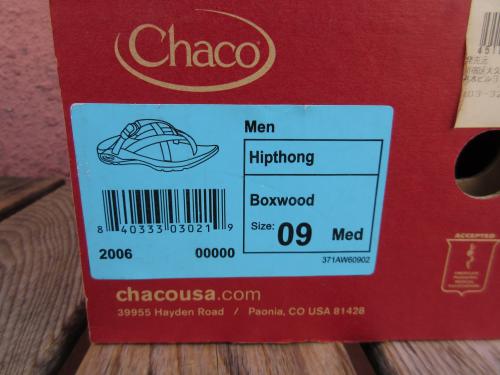 Chaco
Men
Hipthong
Boxwood
Size: 09 Med
8 40333 03021 9
2006 00000
371AW60902
chacousa.com
39955 Hayden Road / Paonia, CO USA 81428
ACCEPTED